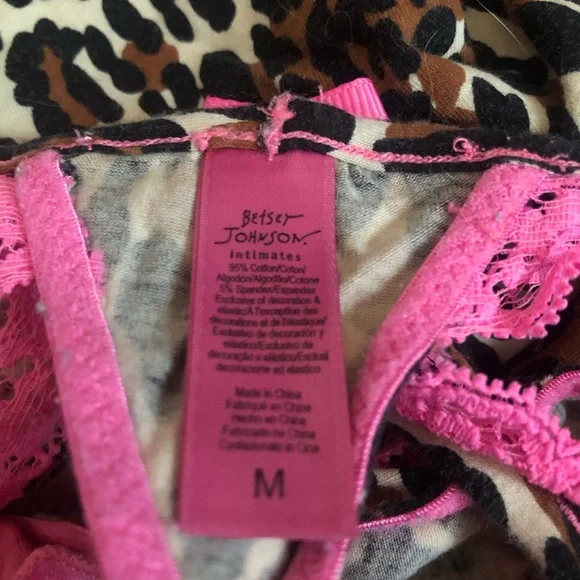 BETSEY
JOHNSON.
intimates
95% Cotton/Coton/
Algodón/Algodão/Cotone
5% Spandex/Espandex
Exclusive of decoration &
elastic/À l'exception des
décorations et de l'élastique/
Exclusivo de decoración y
elástico/Exclusivo de
decoração e elástico/Esclusi
decorazione ed elastico
Made in China
Fabriqué en Chine
Hecho en China
Fabricado na China
Confezionato in Cina
M